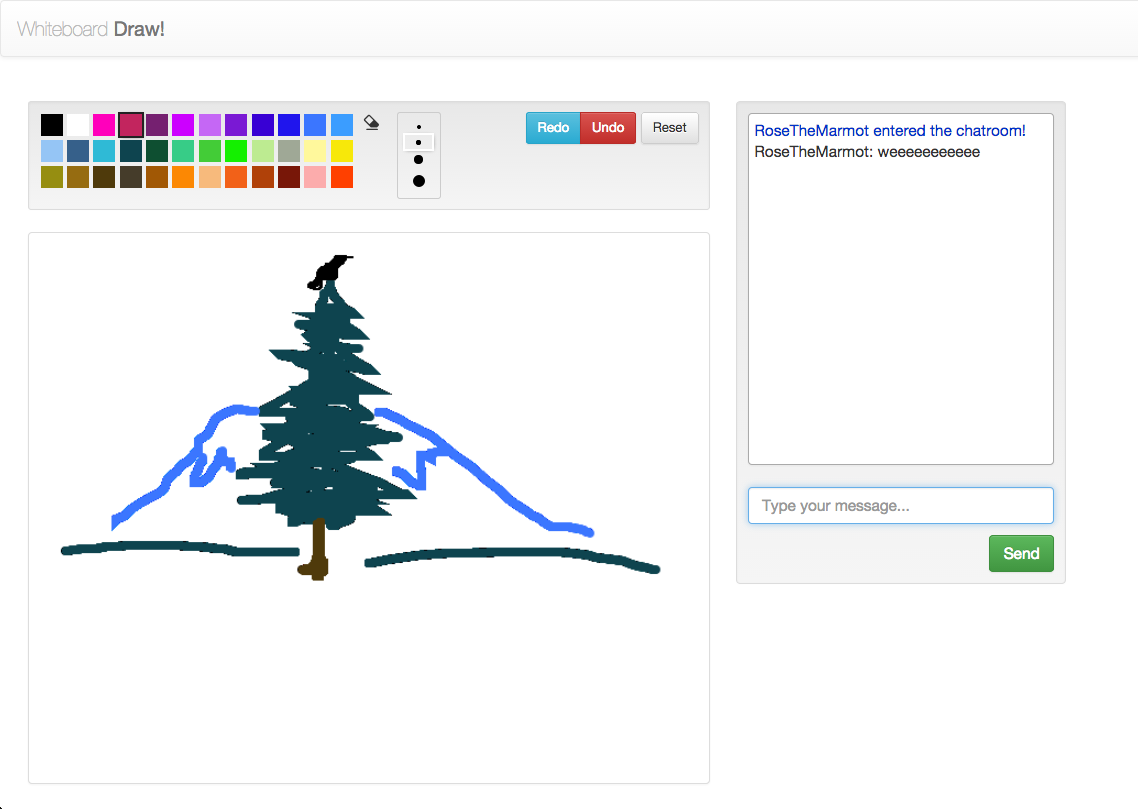 Whiteboard Draw!
Redo Undo Reset
RoseTheMarmot entered the chatroom!
RoseTheMarmot: weeeeeeeeeee
Type your message...
Send